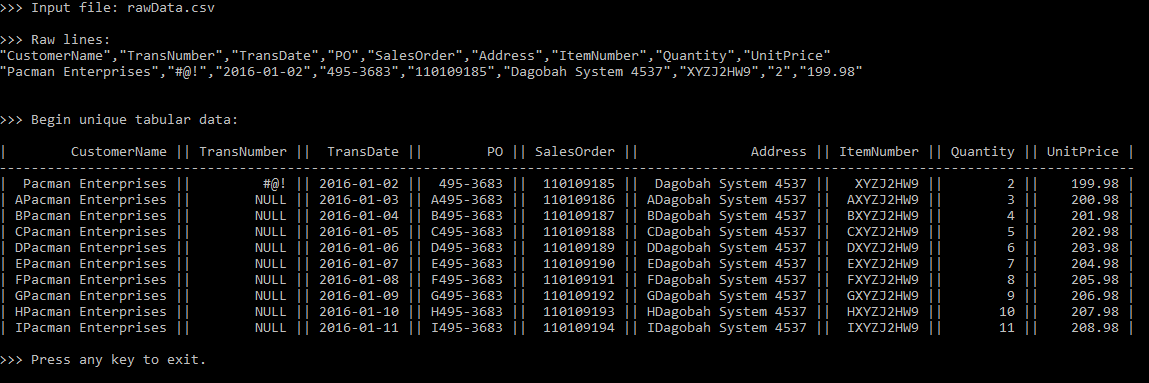 >>> Input file: rawData.csv
>>> Raw lines:
"CustomerName","TransNumber","TransDate","PO","SalesOrder","Address","ItemNumber","Quantity","UnitPrice"
"Pacman Enterprises","#@!","2016-01-02","495-3683","110109185","Dagobah System 4537","XYZJ2HW9","2","199.98"
>>> Begin unique tabular data:
|        CustomerName || TransNumber ||  TransDate ||        PO || SalesOrder ||              Address || ItemNumber || Quantity || UnitPrice |
---------------------------------------------------------------------------------------------------------------------------------------------
|  Pacman Enterprises ||         #@! || 2016-01-02 ||  495-3683 ||  110109185 ||  Dagobah System 4537 ||   XYZJ2HW9 ||        2 ||    199.98 |
| APacman Enterprises ||        NULL || 2016-01-03 || A495-3683 ||  110109186 || ADagobah System 4537 ||  AXYZJ2HW9 ||        3 ||    200.98 |
| BPacman Enterprises ||        NULL || 2016-01-04 || B495-3683 ||  110109187 || BDagobah System 4537 ||  BXYZJ2HW9 ||        4 ||    201.98 |
| CPacman Enterprises ||        NULL || 2016-01-05 || C495-3683 ||  110109188 || CDagobah System 4537 ||  CXYZJ2HW9 ||        5 ||    202.98 |
| DPacman Enterprises ||        NULL || 2016-01-06 || D495-3683 ||  110109189 || DDagobah System 4537 ||  DXYZJ2HW9 ||        6 ||    203.98 |
| EPacman Enterprises ||        NULL || 2016-01-07 || E495-3683 ||  110109190 || EDagobah System 4537 ||  EXYZJ2HW9 ||        7 ||    204.98 |
| FPacman Enterprises ||        NULL || 2016-01-08 || F495-3683 ||  110109191 || FDagobah System 4537 ||  FXYZJ2HW9 ||        8 ||    205.98 |
| GPacman Enterprises ||        NULL || 2016-01-09 || G495-3683 ||  110109192 || GDagobah System 4537 ||  GXYZJ2HW9 ||        9 ||    206.98 |
| HPacman Enterprises ||        NULL || 2016-01-10 || H495-3683 ||  110109193 || HDagobah System 4537 ||  HXYZJ2HW9 ||       10 ||    207.98 |
| IPacman Enterprises ||        NULL || 2016-01-11 || I495-3683 ||  110109194 || IDagobah System 4537 ||  IXYZJ2HW9 ||       11 ||    208.98 |
>>> Press any key to exit.